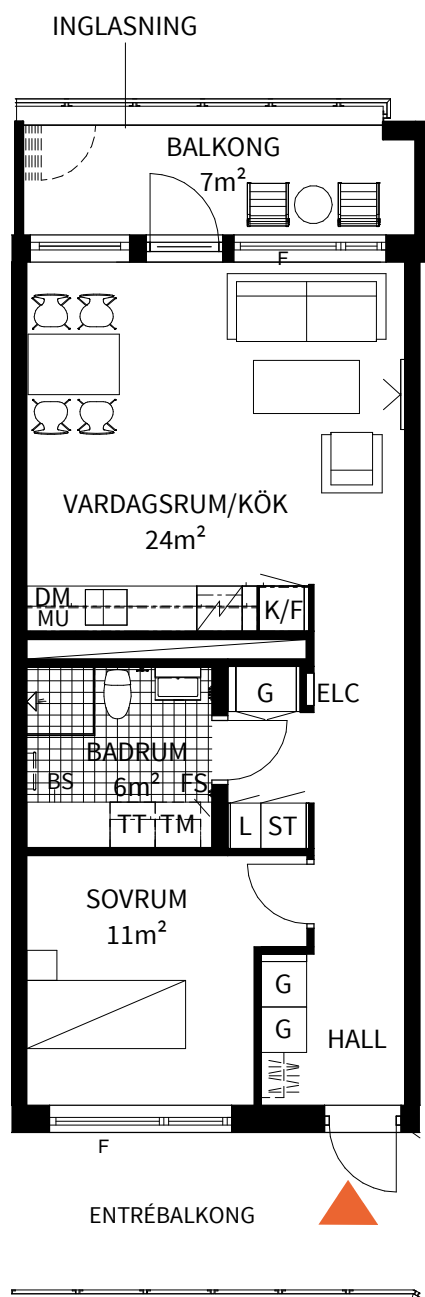 INGLASNING
BALKONG
7m²
F
VARDAGSRUM/KÖK
24m²
DM
MU
K/F
G
ELC
BADRUM
6m²
BS
FS
TT
TM
L
ST
SOVRUM
11m²
G
G
HALL
F
ENTRÉBALKONG